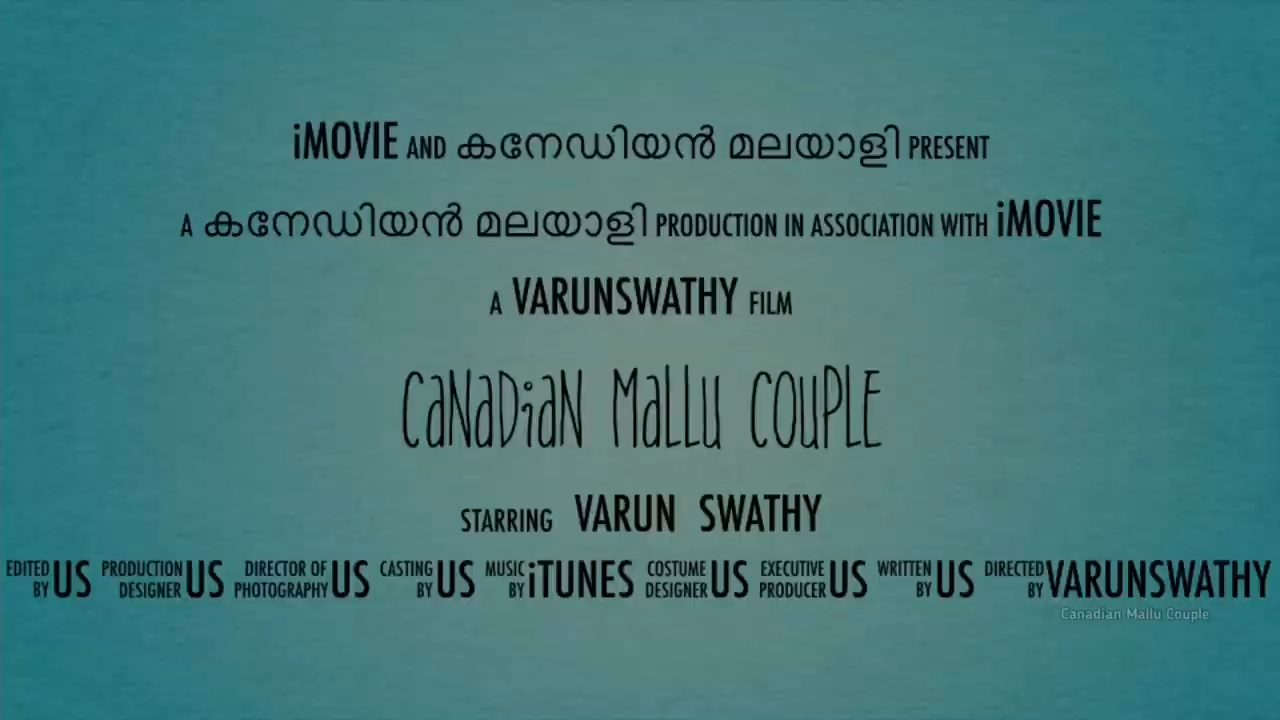 iMOVIE AND കനേഡിയൻ മലയാളി PRESENT
A കനേഡിയൻ മലയാളി PRODUCTION IN ASSOCIATION WITH iMOVIE
A VARUNSWATHY FILM
CANADIAN MALLU COUPLE
STARRING VARUN SWATHY
EDITED BY US PRODUCTION DESIGNER US DIRECTOR OF PHOTOGRAPHY US CASTING BY US MUSIC BY iTUNES COSTUME DESIGNER US EXECUTIVE PRODUCER US WRITTEN BY US DIRECTED BY VARUNSWATHY
Canadian Mallu Couple